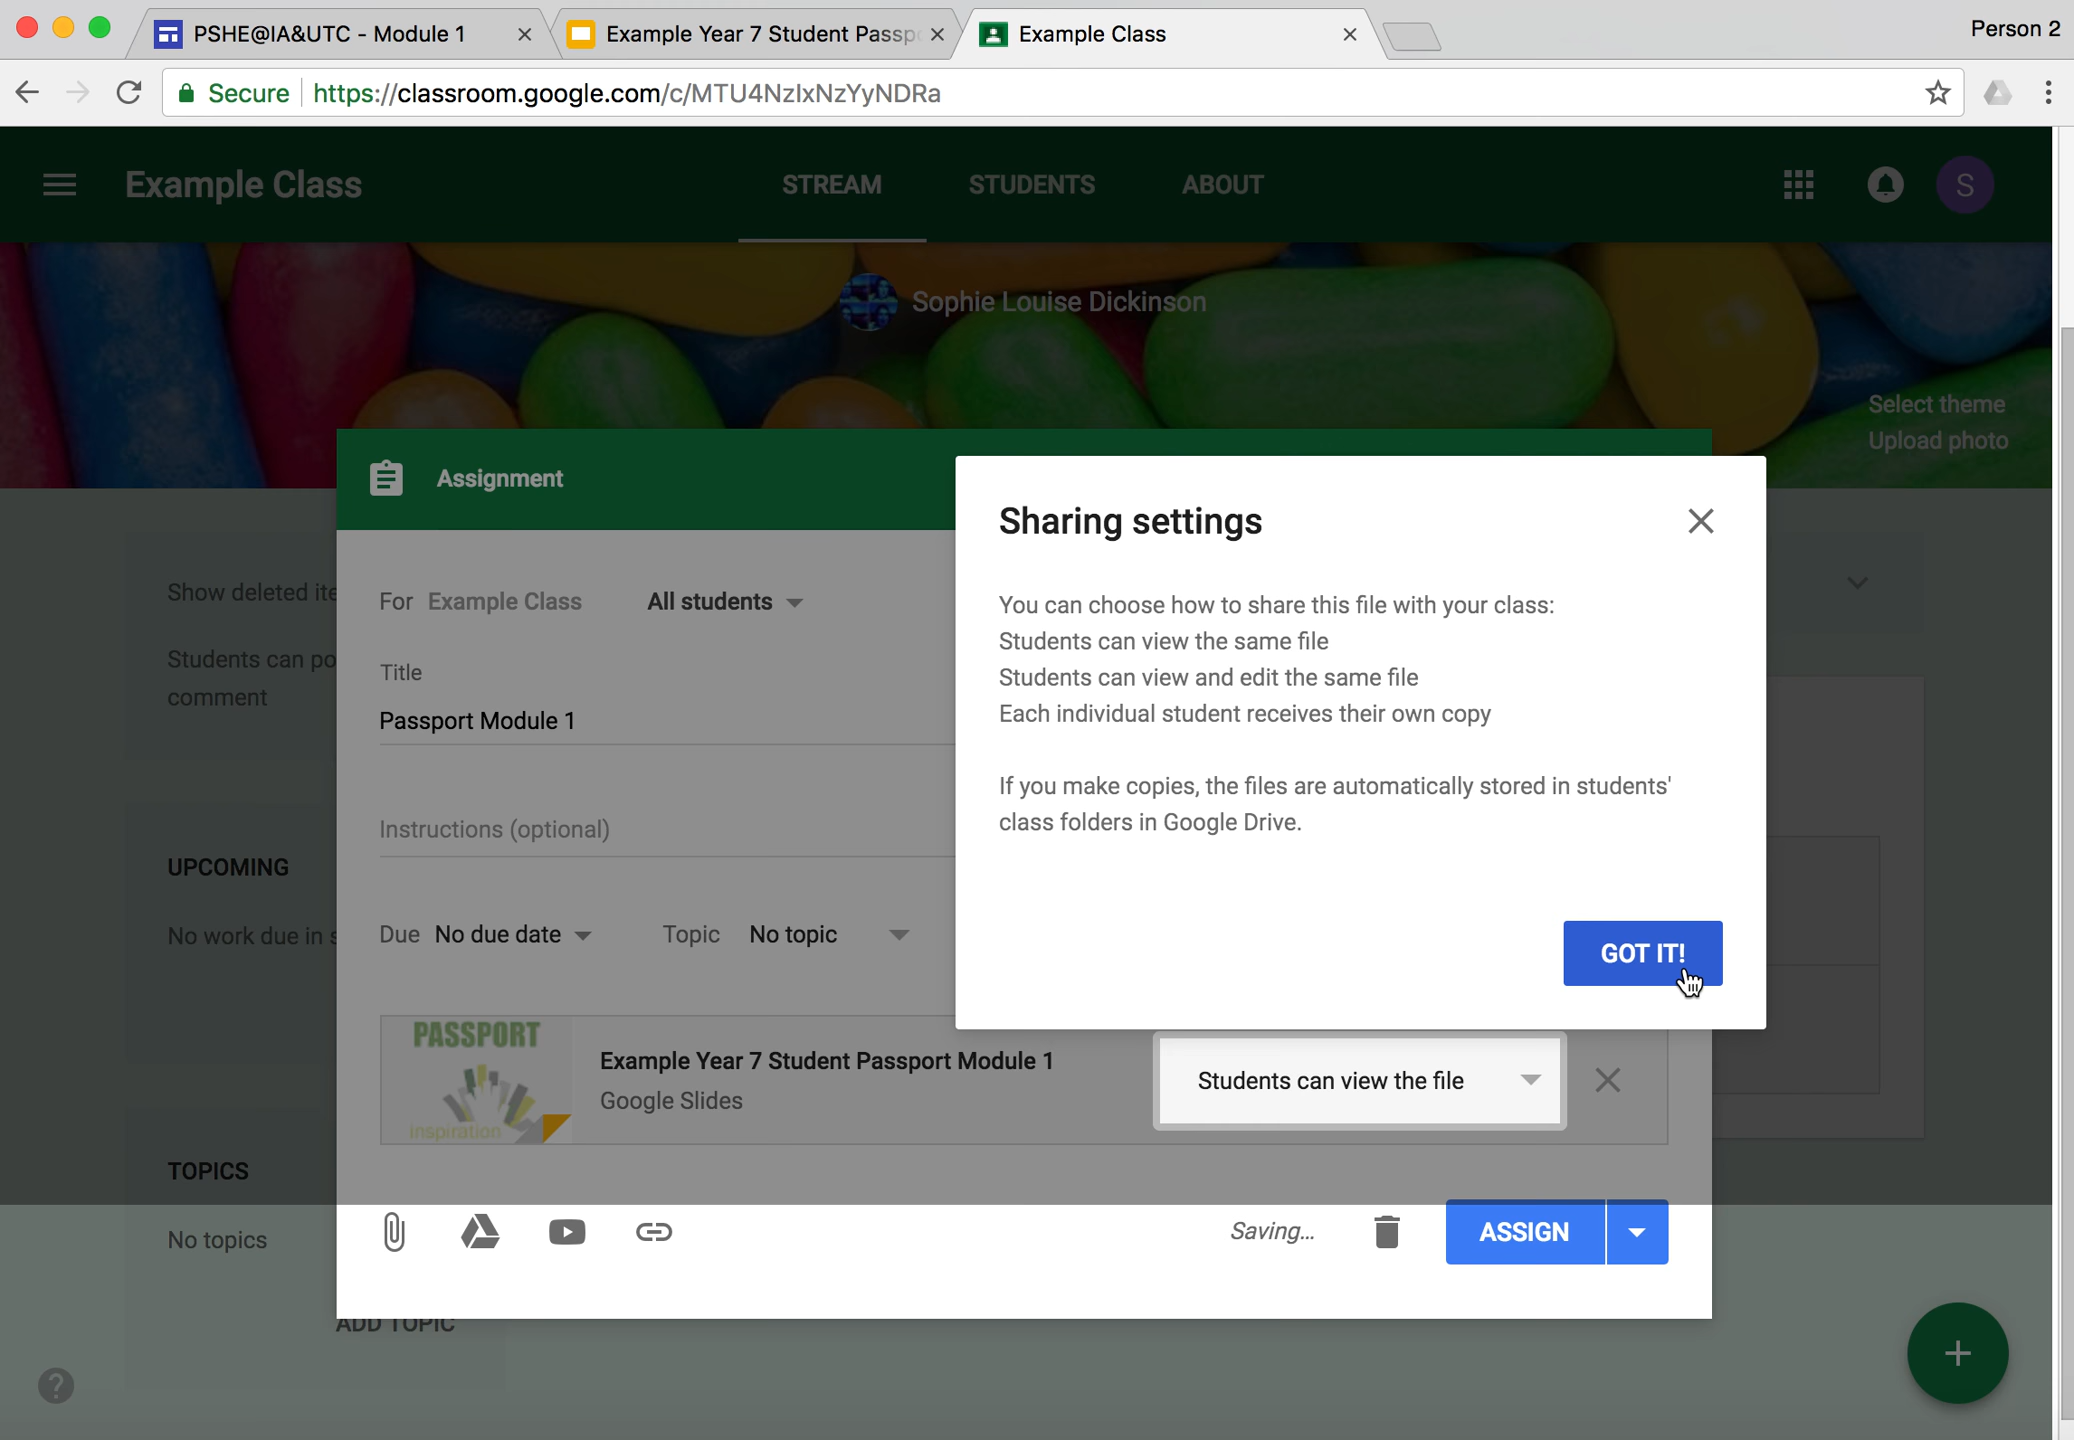 PSHE@IA&UTC - Module 1
Example Year 7 Student Passp
Example Class
Person 2
Secure
https://classroom.google.com/c/MTU4NzIxNzYyNDRa
Example Class
STREAM
STUDENTS
ABOUT
S
Sophie Louise Dickinson
Select theme
Upload photo
Assignment
Sharing settings
You can choose how to share this file with your class:
Students can view the same file
Students can view and edit the same file
Each individual student receives their own copy
If you make copies, the files are automatically stored in students'
class folders in Google Drive.
GOT IT!
Show deleted ite
Students can po
comment
For Example Class All students
Title
Passport Module 1
Instructions (optional)
UPCOMING
No work due in s
Due No due date Topic No topic
PASSPORT
inspiration
Example Year 7 Student Passport Module 1
Google Slides
Students can view the file
TOPICS
No topics
Saving...
ASSIGN
ADD TOPIC